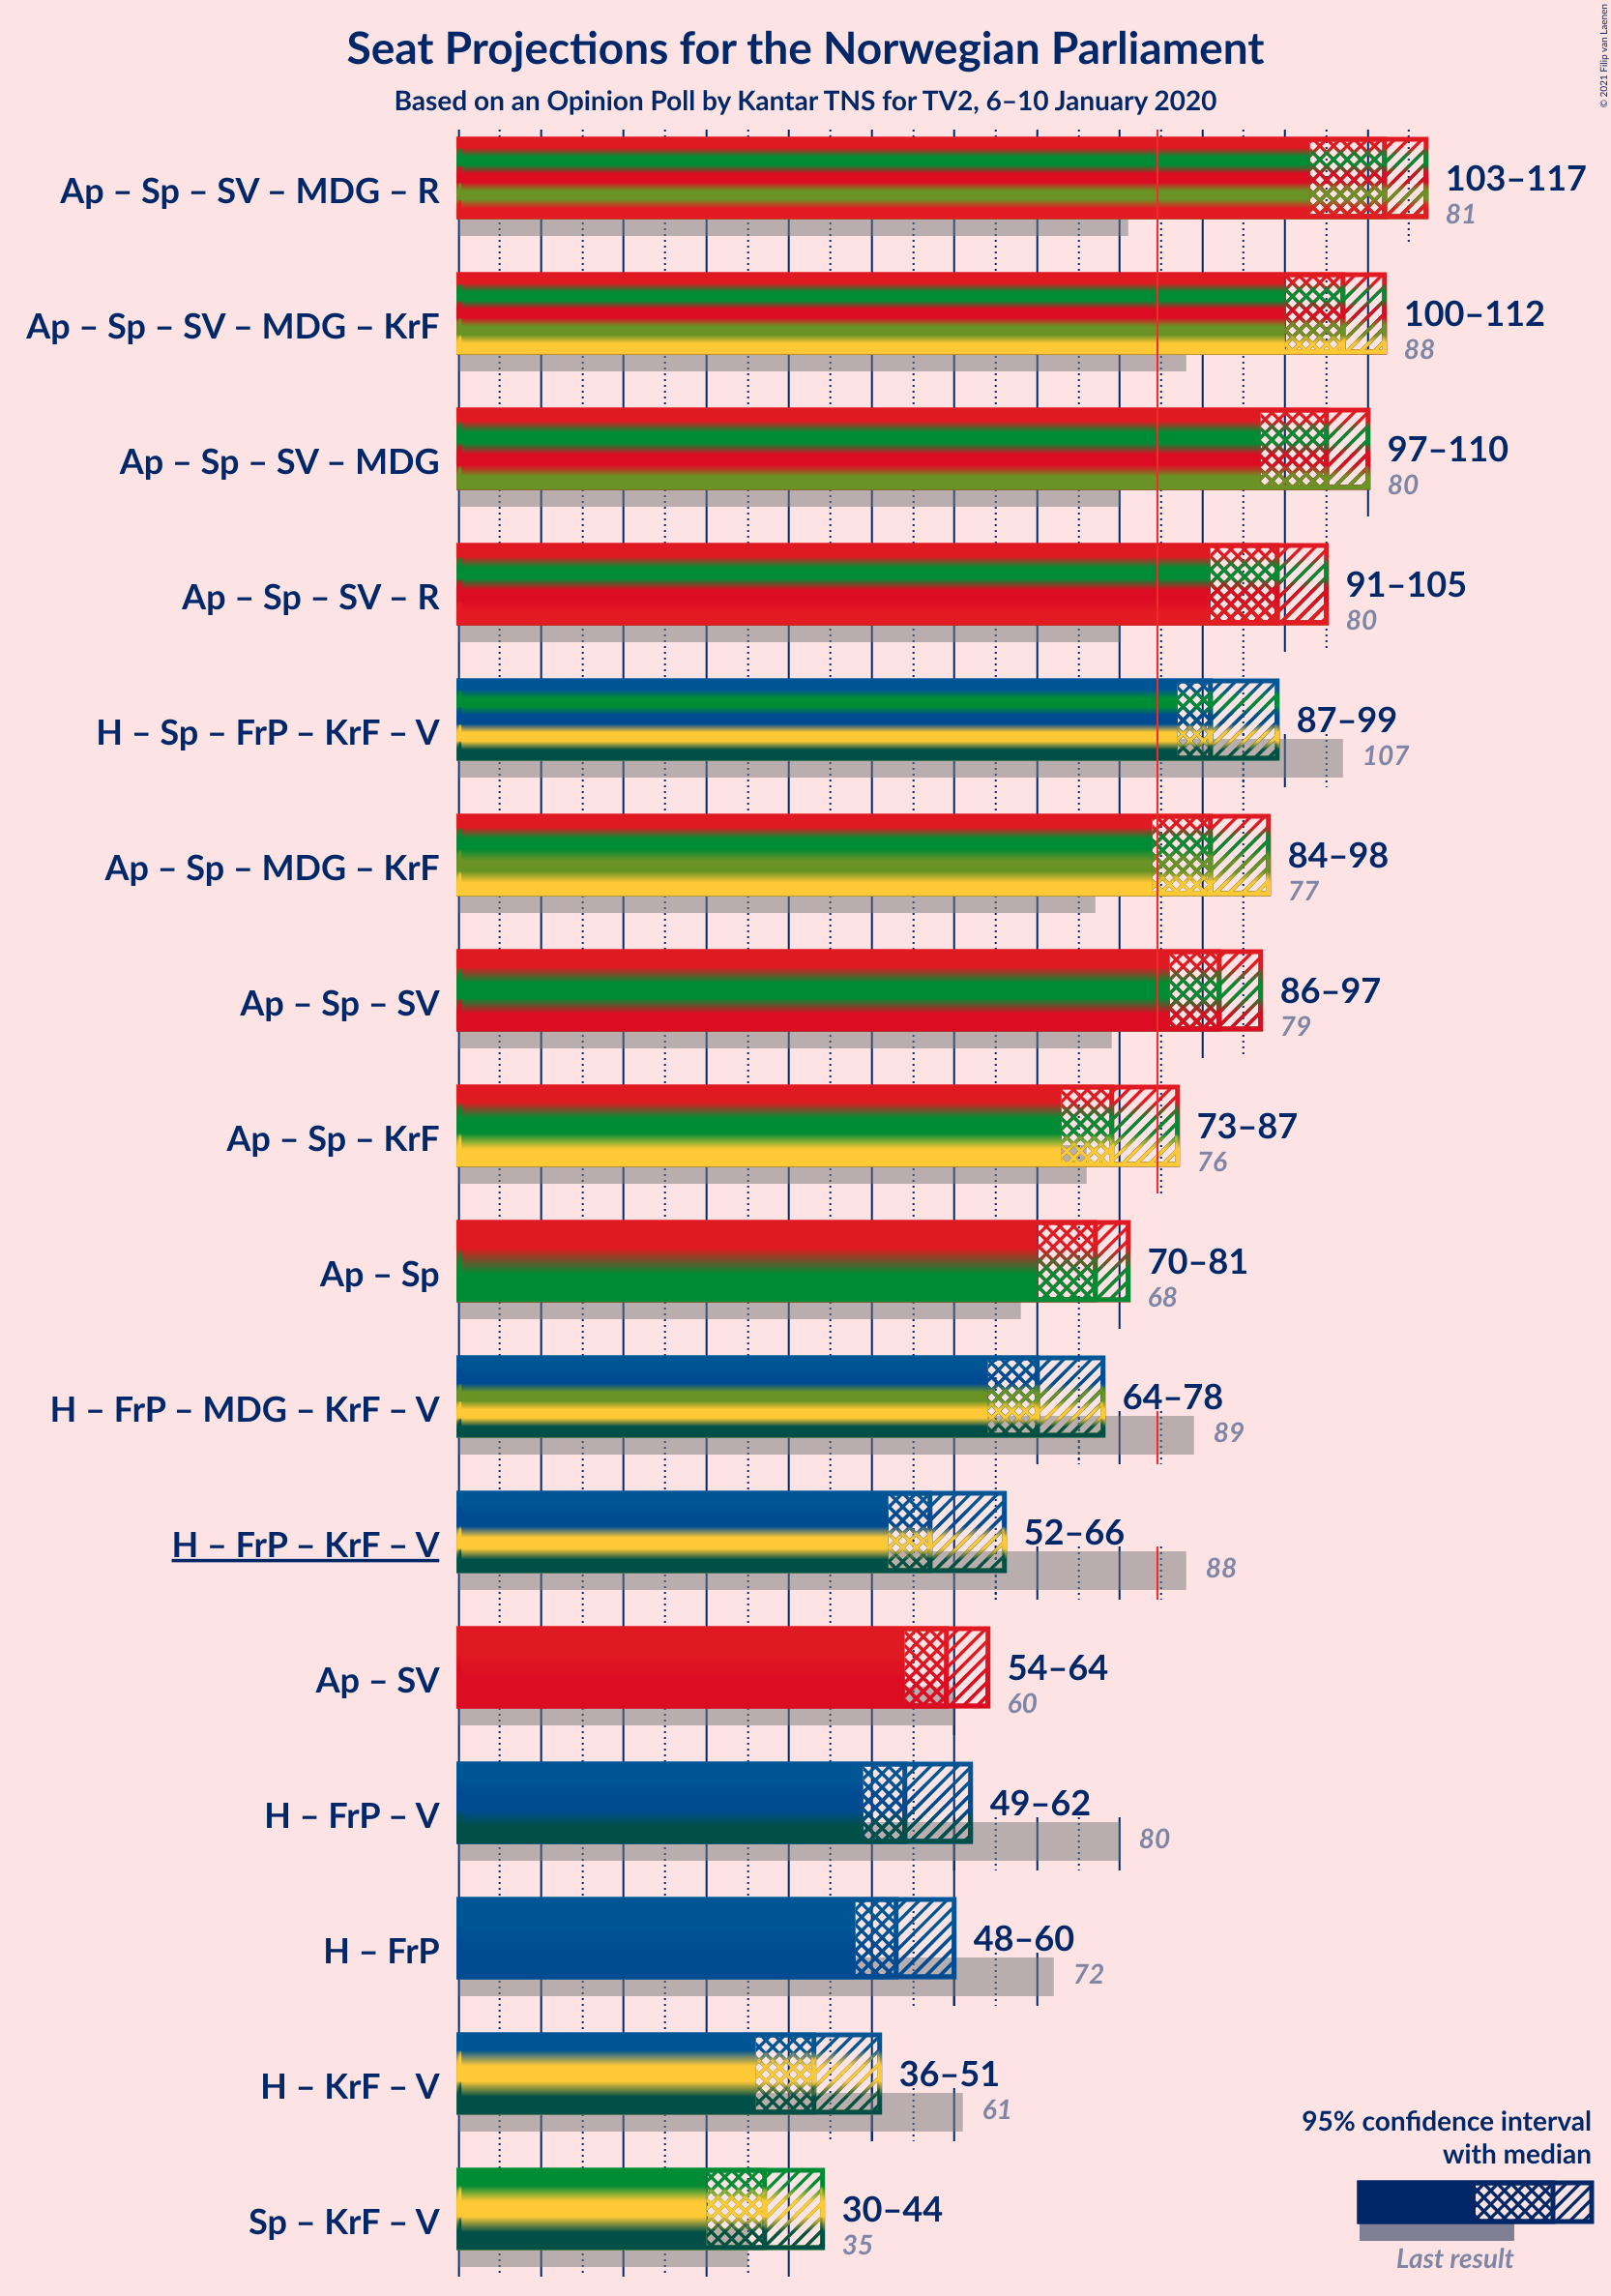 © 2021 Filip van Laenen
Seat Projections for the Norwegian Parliament
Based on an Opinion Poll by Kantar TNS for TV2, 6–10 January 2020
Ap – Sp – SV – MDG – R
103–117
81
Ap – Sp – SV – MDG – KrF
100–112
88
Ap – Sp – SV – MDG
97–110
80
Ap – Sp – SV – R
91–105
80
H – Sp – FrP – KrF – V
87–99
107
Ap – Sp – MDG – KrF
84–98
77
Ap – Sp – SV
86–97
79
Ap – Sp – KrF
73–87
76
Ap – Sp
70–81
68
H – FrP – MDG – KrF – V
64–78
89
H – FrP – KrF – V
52–66
88
Ap – SV
54–64
60
H – FrP – V
49–62
80
H – FrP
48–60
72
H – KrF – V
36–51
61
Sp – KrF – V
30–44
35
95% confidence interval
with median
Last result